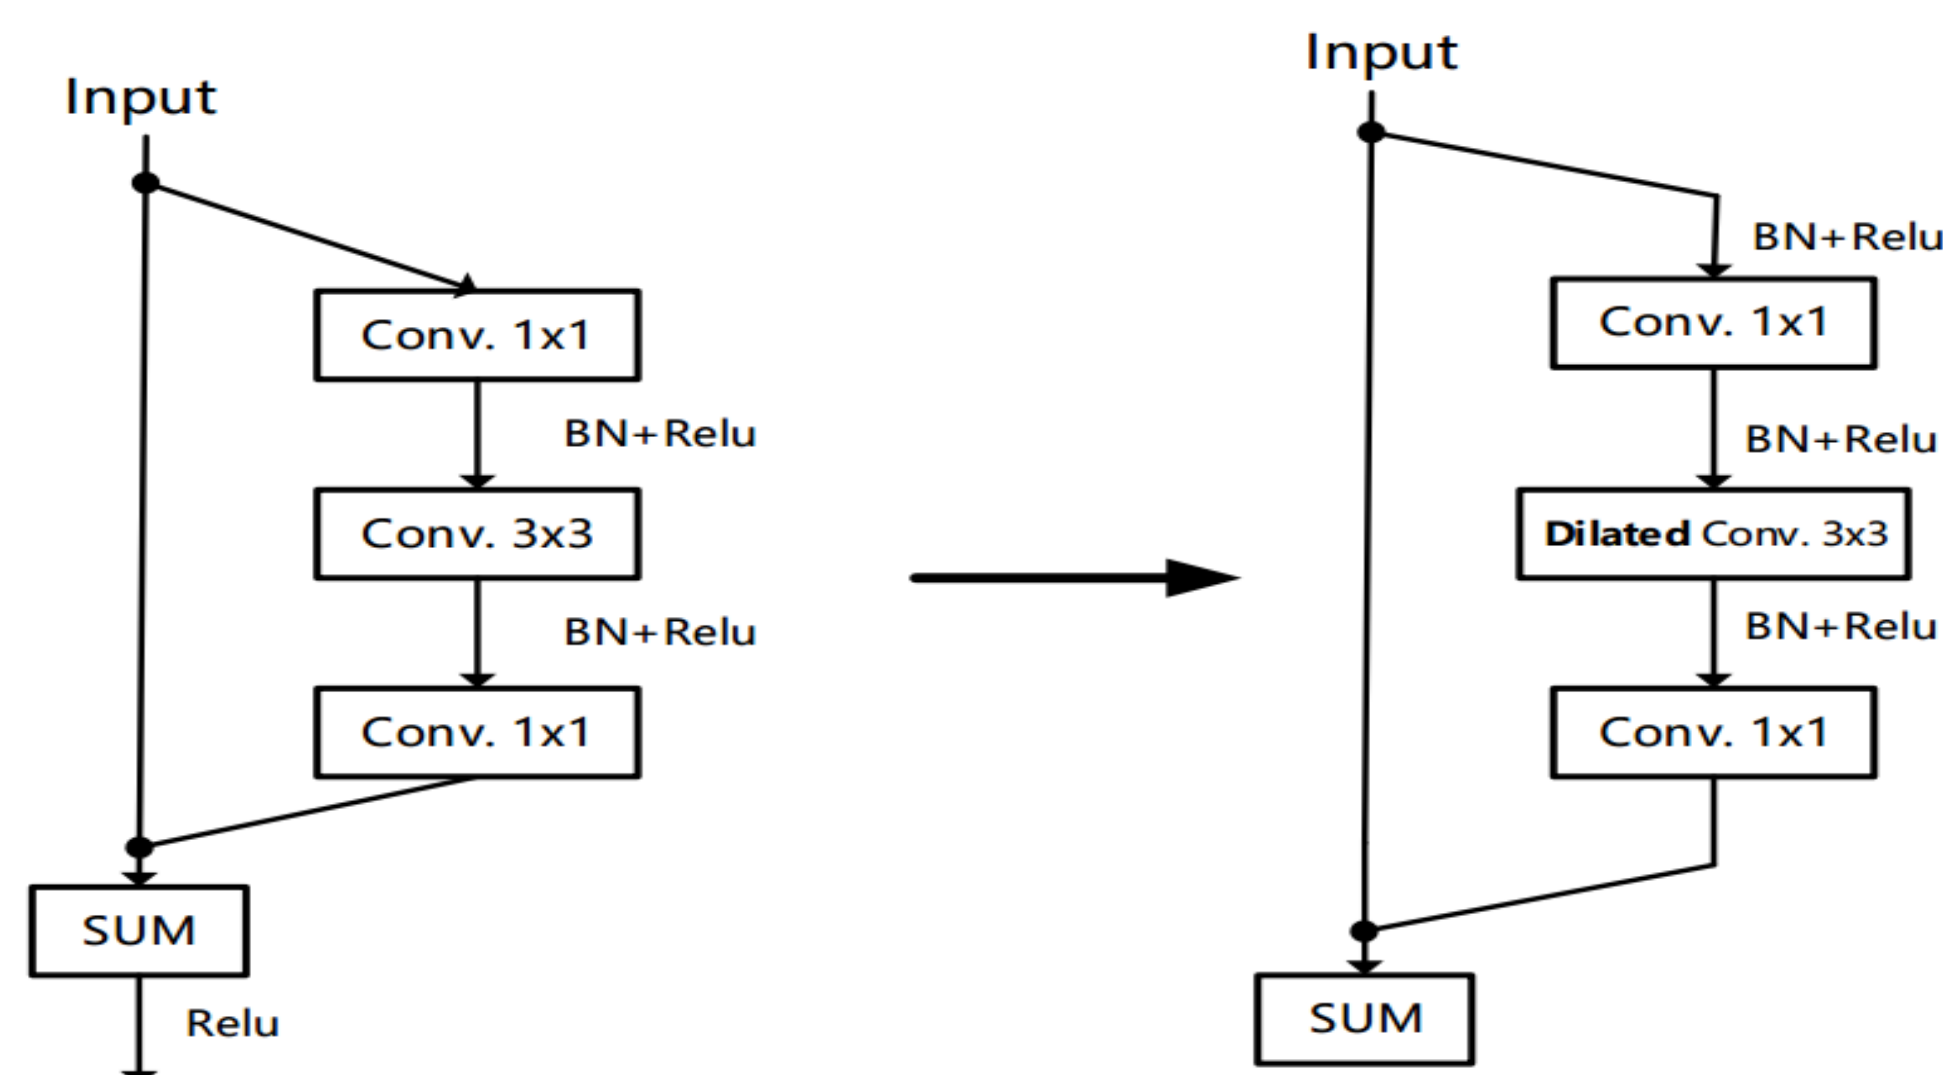 Input
Conv. 1x1
BN+Relu
Conv. 3x3
BN+Relu
Conv. 1x1
SUM
Relu
Input
BN+Relu
Conv. 1x1
BN+Relu
Dilated Conv. 3x3
BN+Relu
Conv. 1x1
SUM